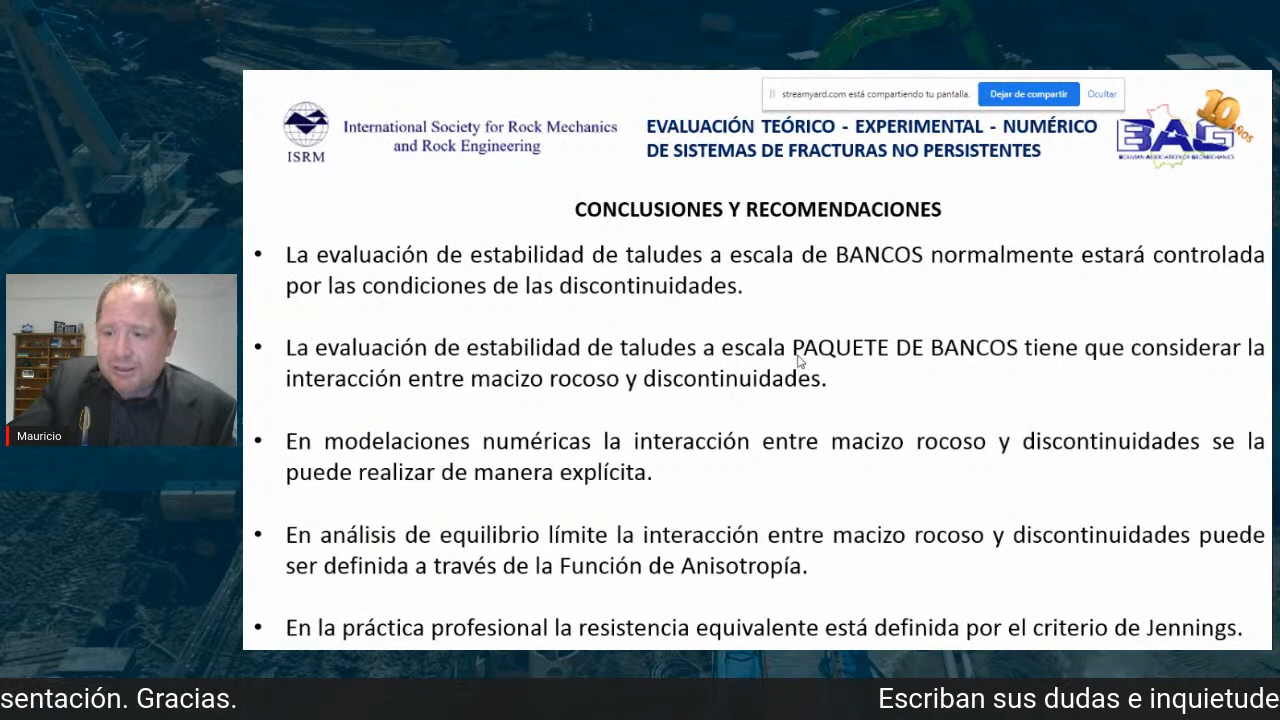 streamyard.com está compartiendo tu pantalla.
Dejar de compartir
Ocultar
ISRM
International Society for Rock Mechanics
and Rock Engineering
EVALUACIÓN TEÓRICO - EXPERIMENTAL - NUMÉRICO
DE SISTEMAS DE FRACTURAS NO PERSISTENTES
BAG
10
AÑOS
BOLIVIAN ASSOCIATION OF GEOMECHANICS
CONCLUSIONES Y RECOMENDACIONES
• La evaluación de estabilidad de taludes a escala de BANCOS normalmente estará controlada
por las condiciones de las discontinuidades.
• La evaluación de estabilidad de taludes a escala PAQUETE DE BANCOS tiene que considerar la
interacción entre macizo rocoso y discontinuidades.
• En modelaciones numéricas la interacción entre macizo rocoso y discontinuidades se la
puede realizar de manera explícita.
• En análisis de equilibrio límite la interacción entre macizo rocoso y discontinuidades puede
ser definida a través de la Función de Anisotropía.
• En la práctica profesional la resistencia equivalente está definida por el criterio de Jennings.
Mauricio
sentación. Gracias.
Escriban sus dudas e inquietude